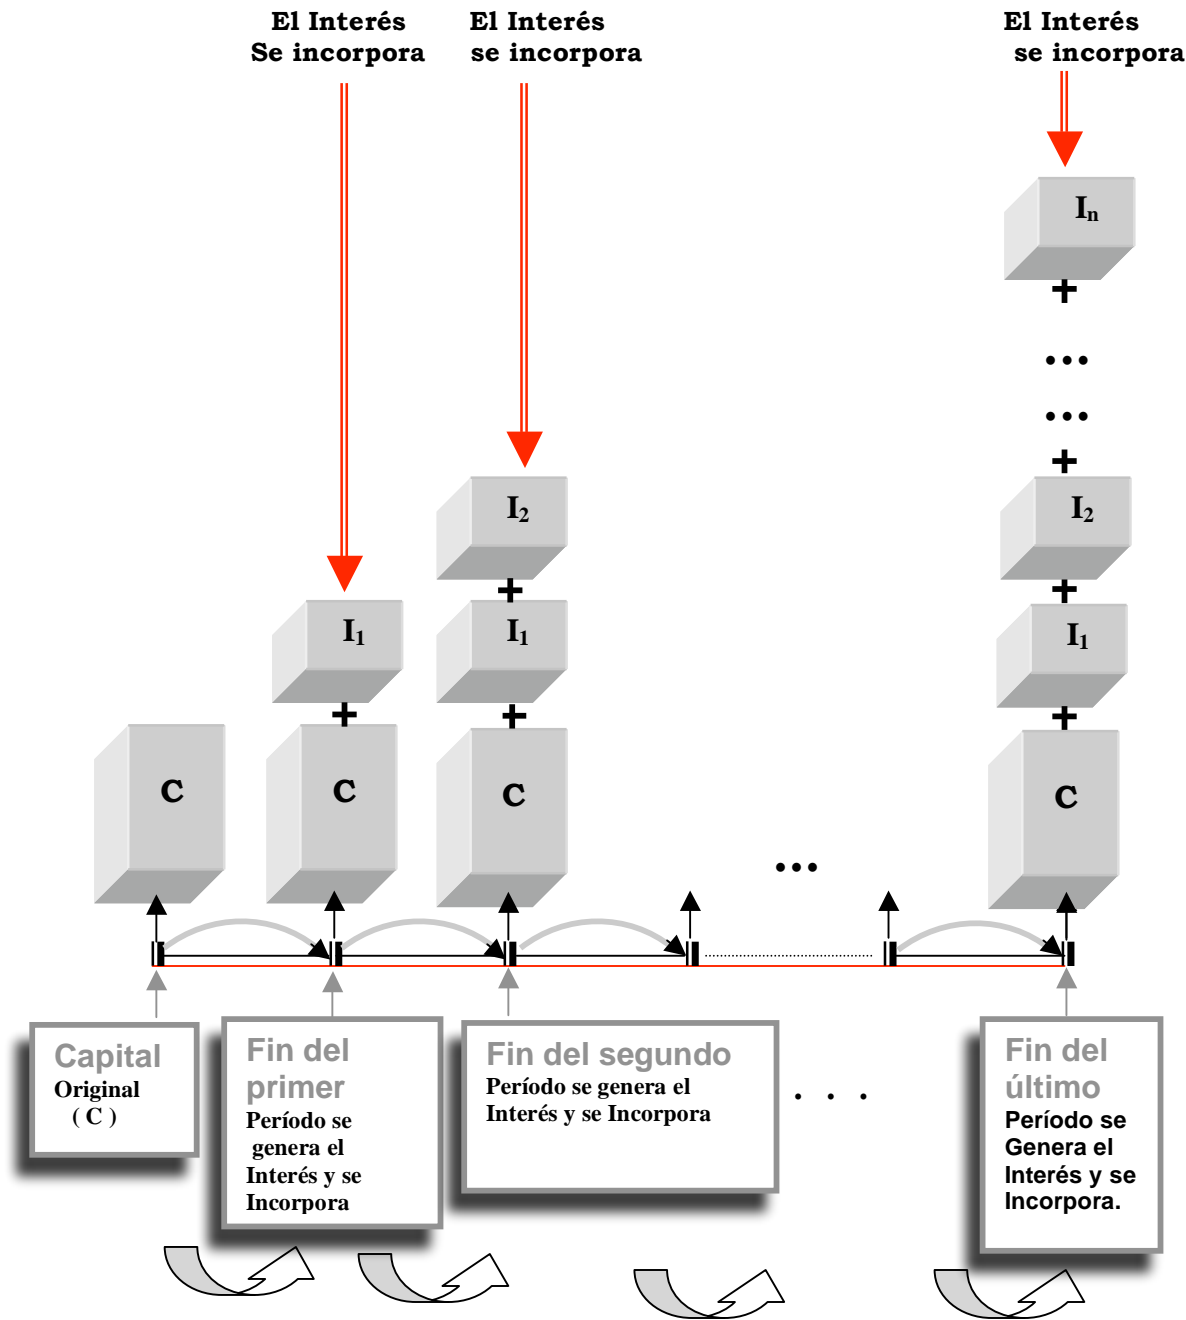 El Interés
Se incorpora
El Interés
se incorpora
El Interés
se incorpora
Iₙ
+
...
...
+
I₂
I₂
+
+
I₁
I₁
I₁
+
+
+
C
C
C
C
...
Capital
Original
( C )
Fin del
primer
Período se
genera el
Interés y se
Incorpora
Fin del segundo
Período se genera el
Interés y se Incorpora
. . .
Fin del
último
Período se
Genera el
Interés y se
Incorpora.